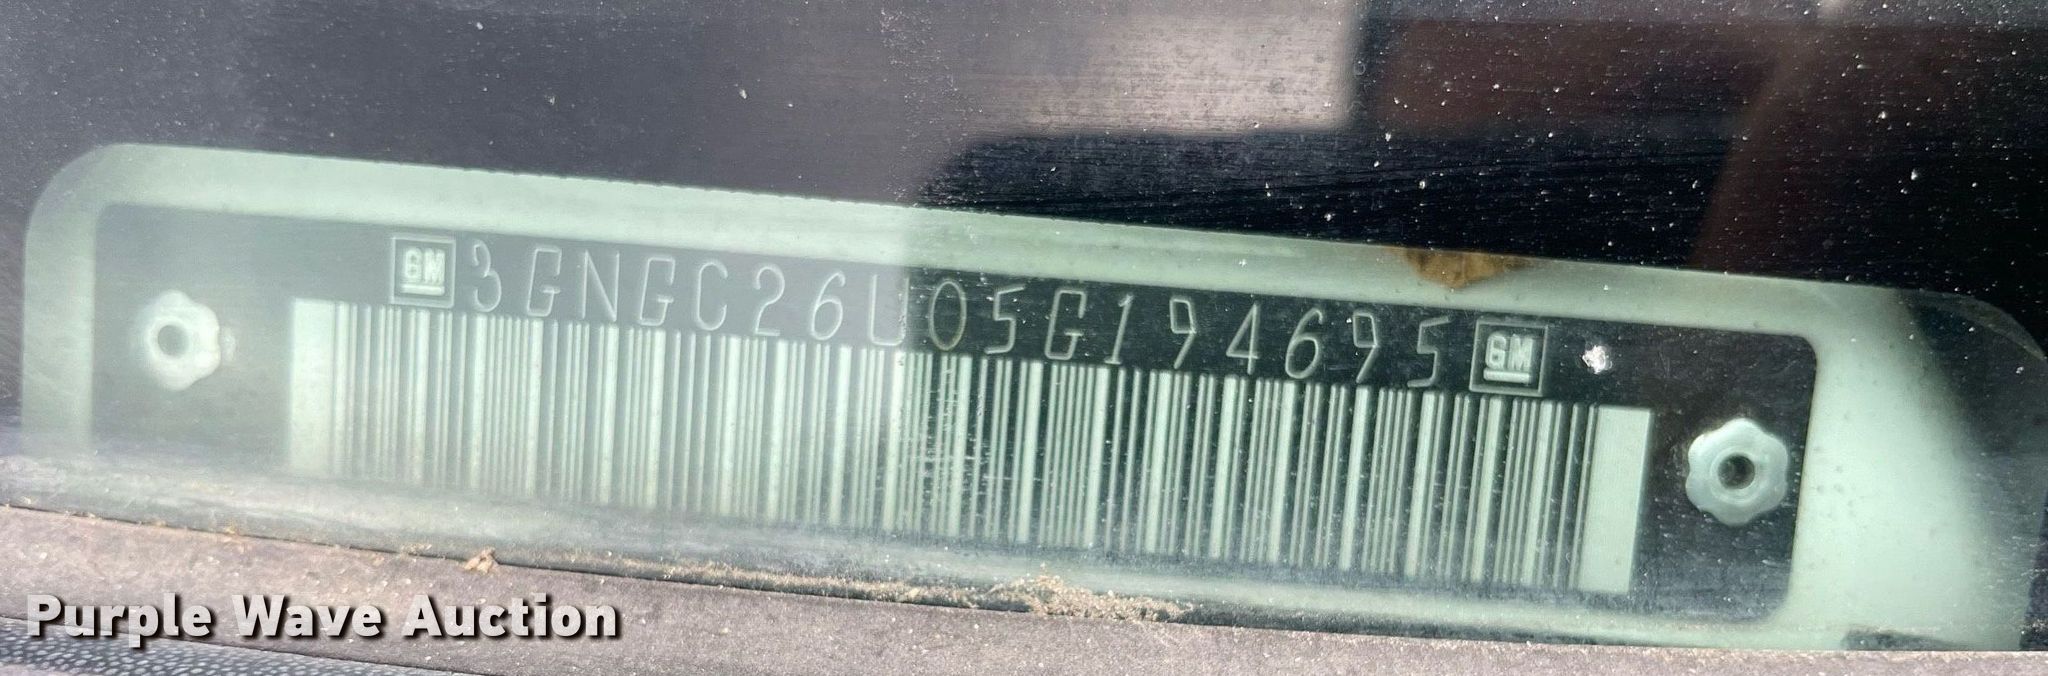 GM 3GNGC26U05G194695 GM
Purple Wave Auction